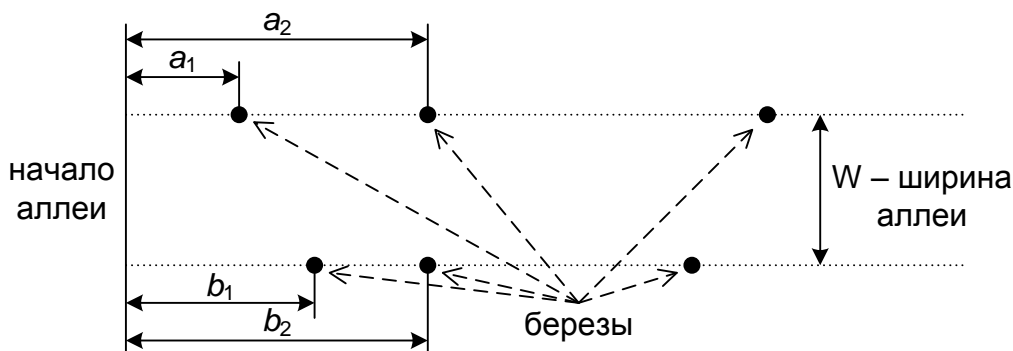 a₂
a₁
начало
аллеи
W – ширина
аллеи
b₁
b₂
березы